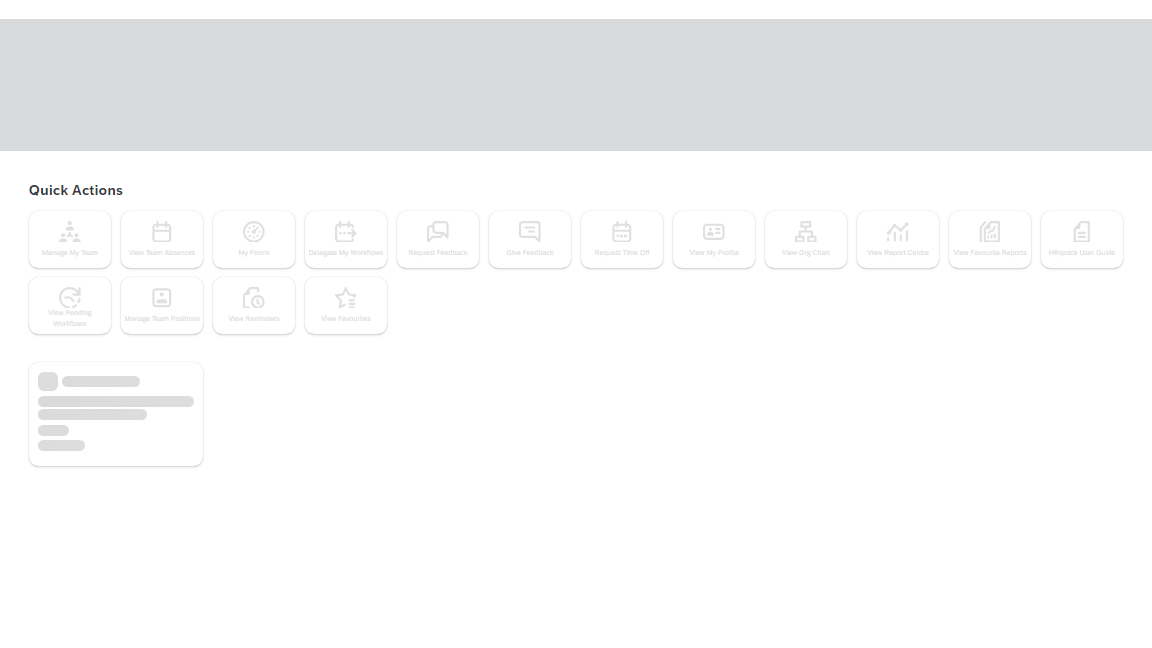 Quick Actions
Manage My Team
View Team Absences
My Forms
Delegate My Workflows
Request Feedback
Give Feedback
Request Time Off
View My Profile
View Org Chart
View Report Centre
View Favourite Reports
HRspace User Guide
View Pending
Workflows
Manage Team Positions
View Reminders
View Favourites